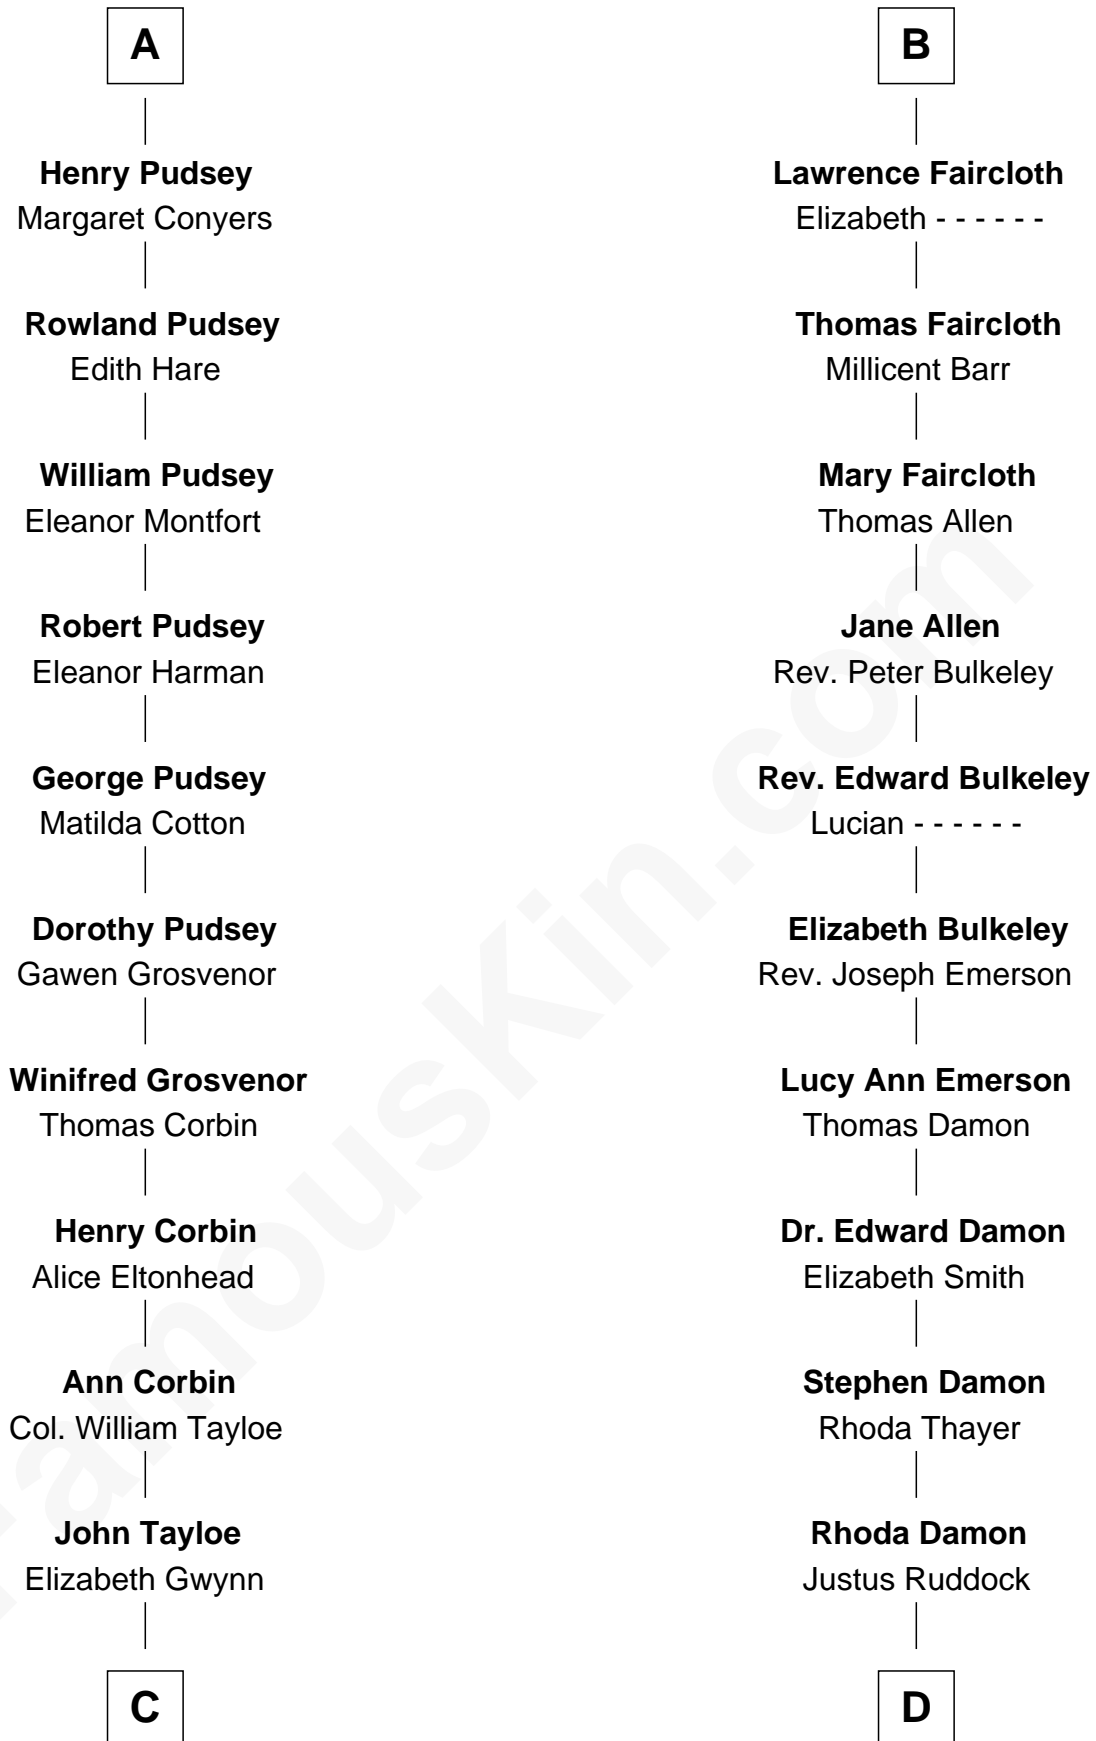 A
Henry Pudsey
Margaret Conyers
Rowland Pudsey
Edith Hare
William Pudsey
Eleanor Montfort
Robert Pudsey
Eleanor Harman
George Pudsey
Matilda Cotton
Dorothy Pudsey
Gawen Grosvenor
Winifred Grosvenor
Thomas Corbin
Henry Corbin
Alice Eltonhead
Ann Corbin
Col. William Tayloe
John Tayloe
Elizabeth Gwynn
C
B
Lawrence Faircloth
Elizabeth - - - - - -
Thomas Faircloth
Millicent Barr
Mary Faircloth
Thomas Allen
Jane Allen
Rev. Peter Bulkeley
Rev. Edward Bulkeley
Lucian - - - - - -
Elizabeth Bulkeley
Rev. Joseph Emerson
Lucy Ann Emerson
Thomas Damon
Dr. Edward Damon
Elizabeth Smith
Stephen Damon
Rhoda Thayer
Rhoda Damon
Justus Ruddock
D
FamousKin.com